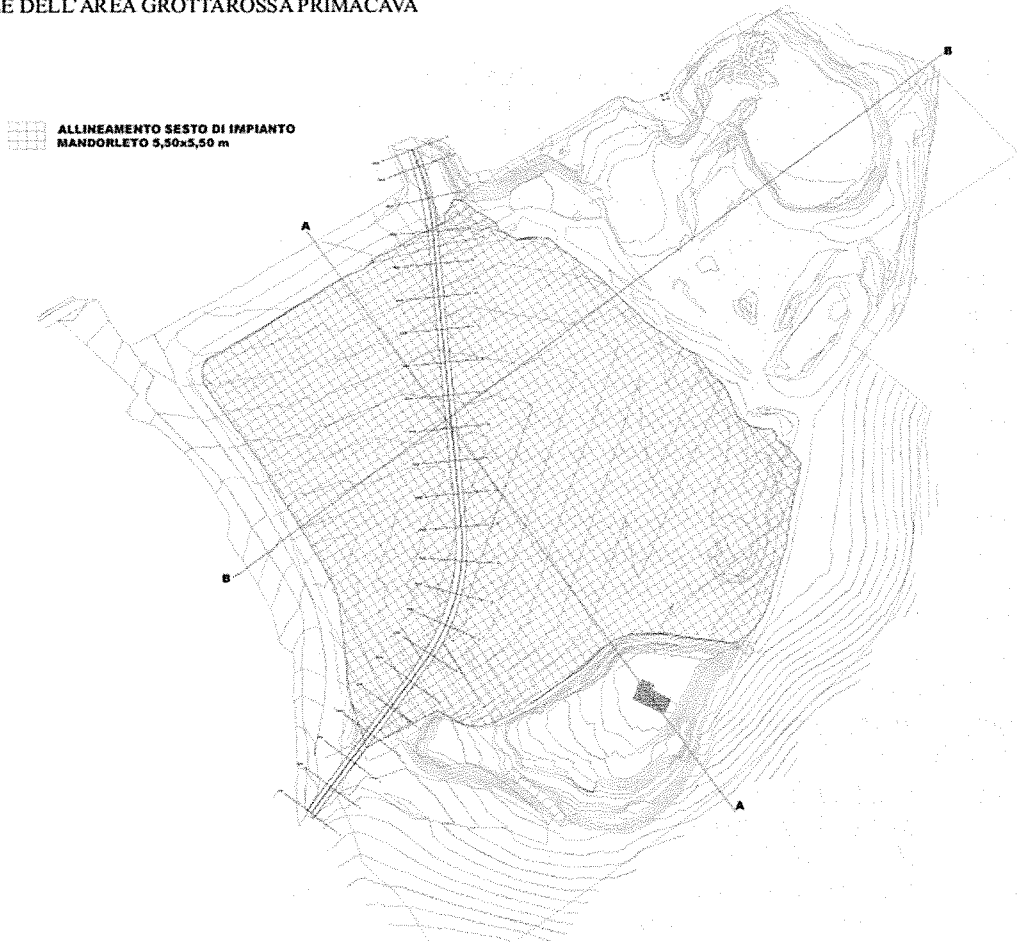 E DELL'AREA GROTTAROSSA PRIMACAVA
ALLINEAMENTO SESTO DI IMPIANTO
MANDORLETO 5,50x5,50 m
B
A
B
A